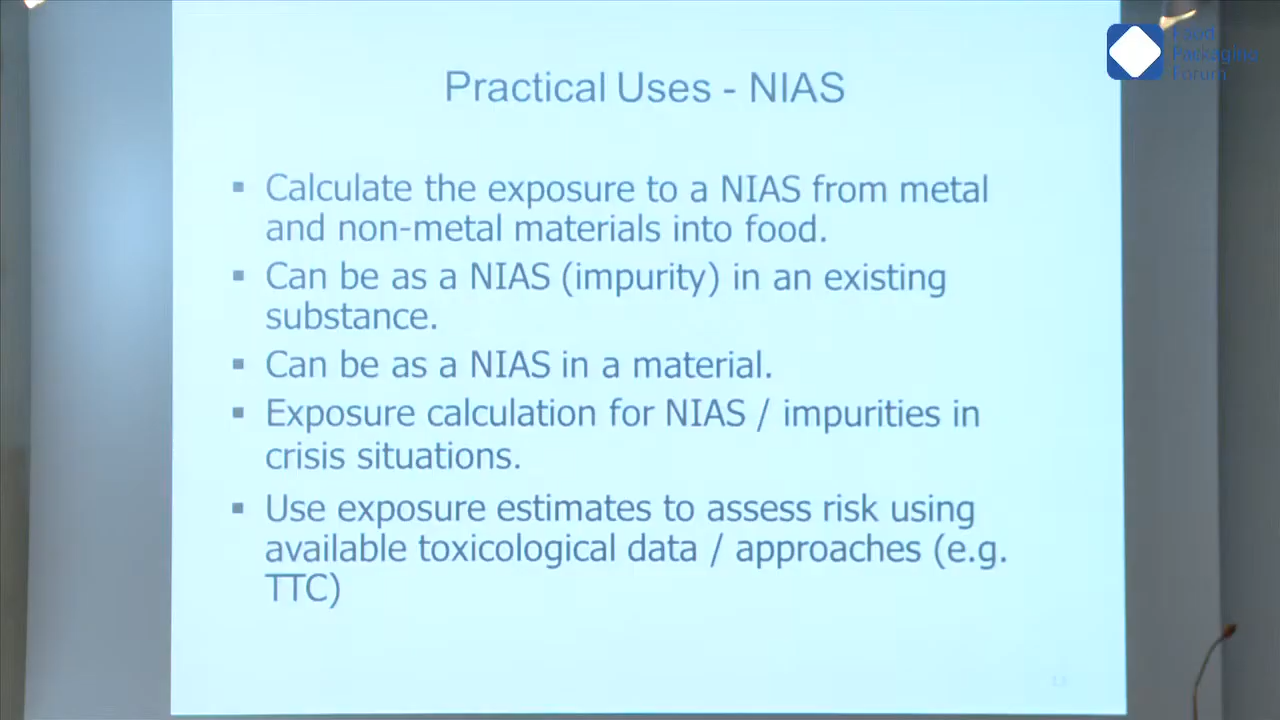 Food
Packaging
Forum
Practical Uses - NIAS
▪ Calculate the exposure to a NIAS from metal
and non-metal materials into food.
▪ Can be as a NIAS (impurity) in an existing
substance.
▪ Can be as a NIAS in a material.
▪ Exposure calculation for NIAS / impurities in
crisis situations.
▪ Use exposure estimates to assess risk using
available toxicological data / approaches (e.g.
TTC)